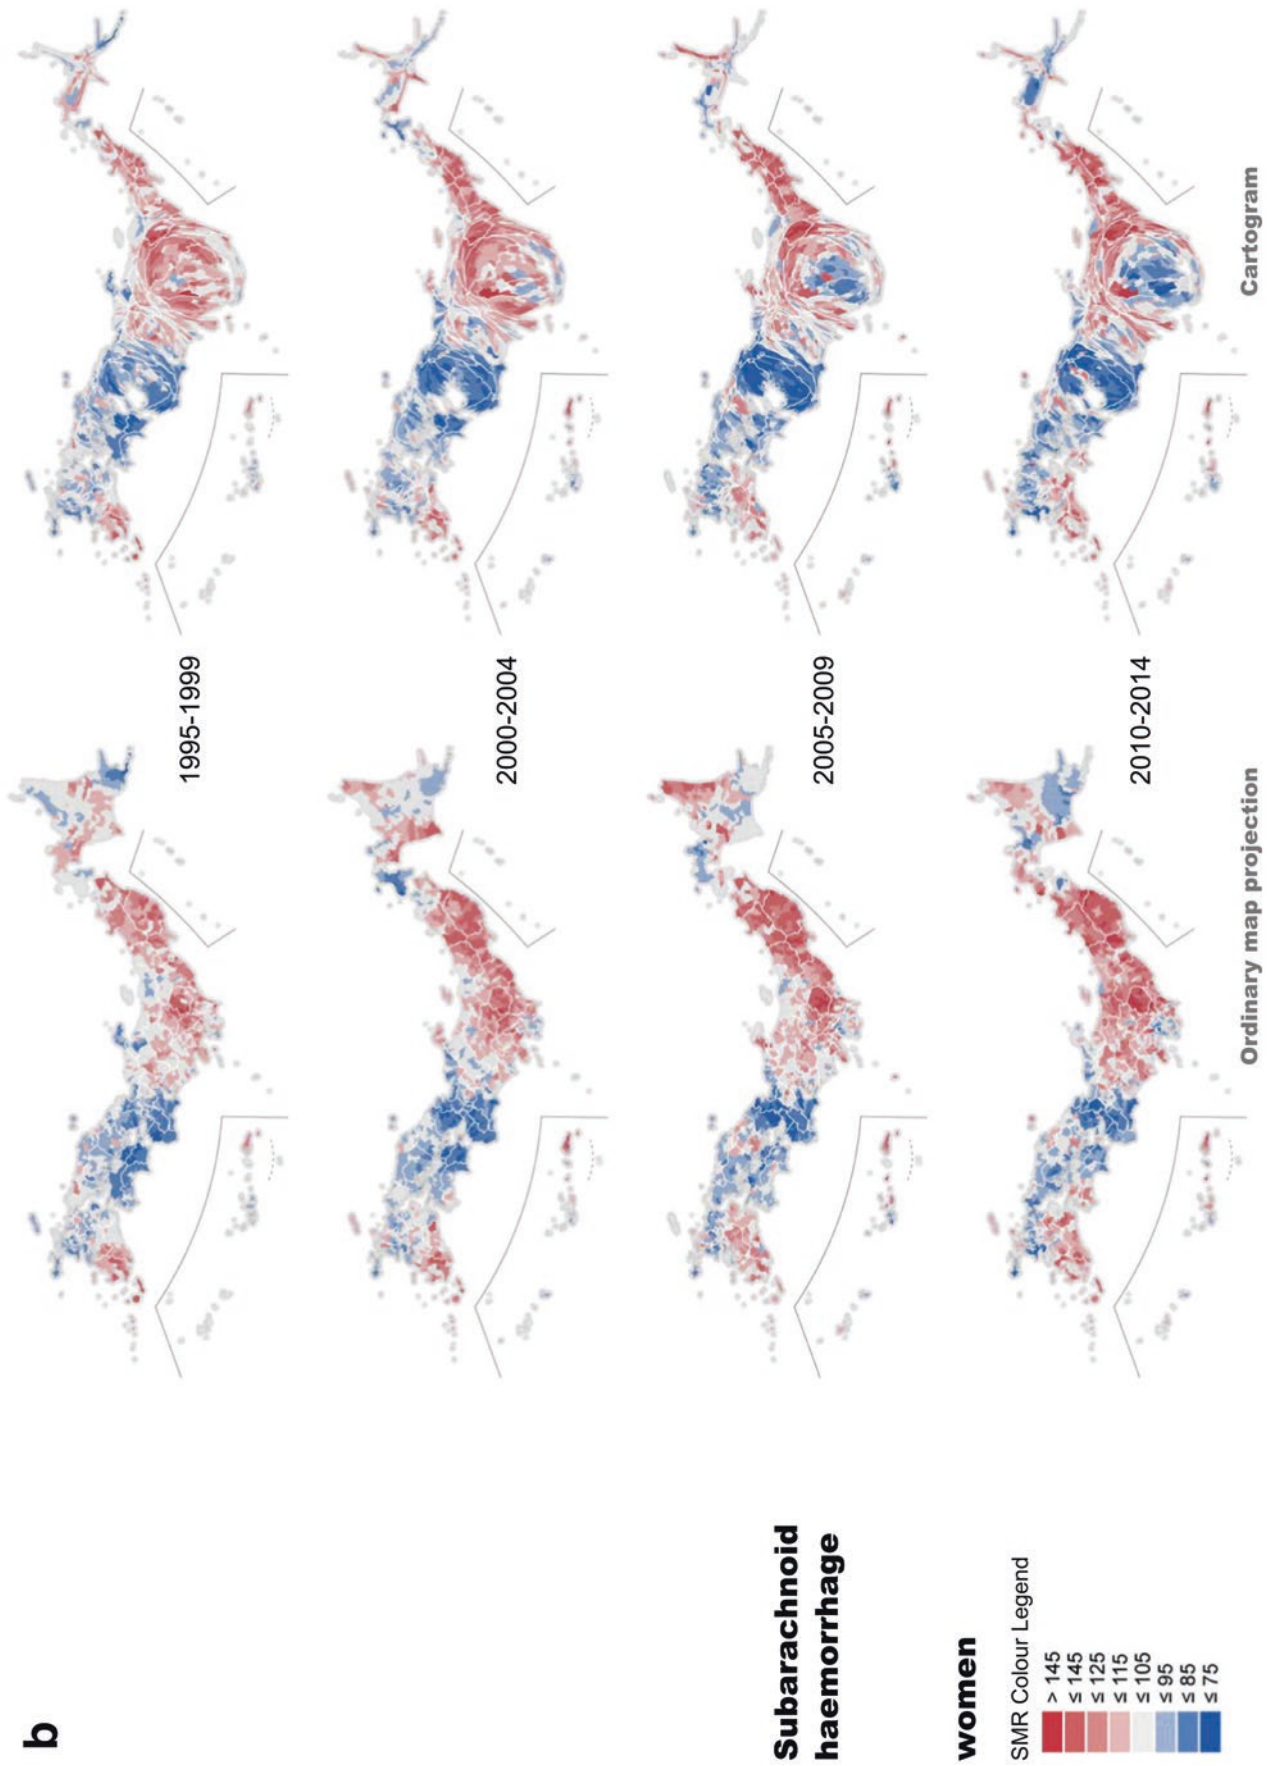 b
Subarachnoid
haemorrhage
women
SMR Colour Legend
> 145
≤ 145
≤ 125
≤ 115
≤ 105
≤ 95
≤ 85
≤ 75
1995-1999
2000-2004
2005-2009
2010-2014
Ordinary map projection
Cartogram